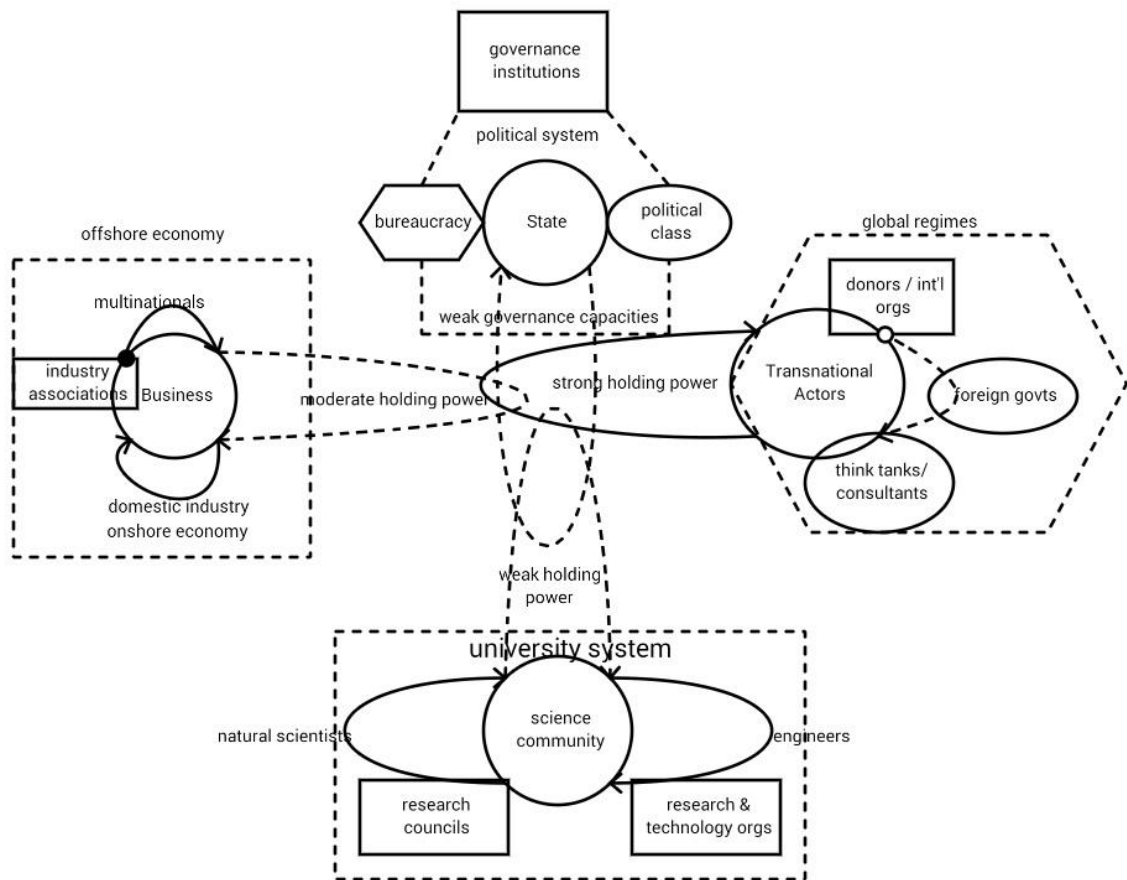 governance
institutions
political system
bureaucracy
State
political
class
weak governance capacities
offshore economy
multinationals
industry
associations
Business
domestic industry
onshore economy
moderate holding power
strong holding power
global regimes
donors / int'l
orgs
Transnational
Actors
foreign govts
think tanks/
consultants
weak holding
power
university system
natural scientists
science
community
engineers
research
councils
research &
technology orgs